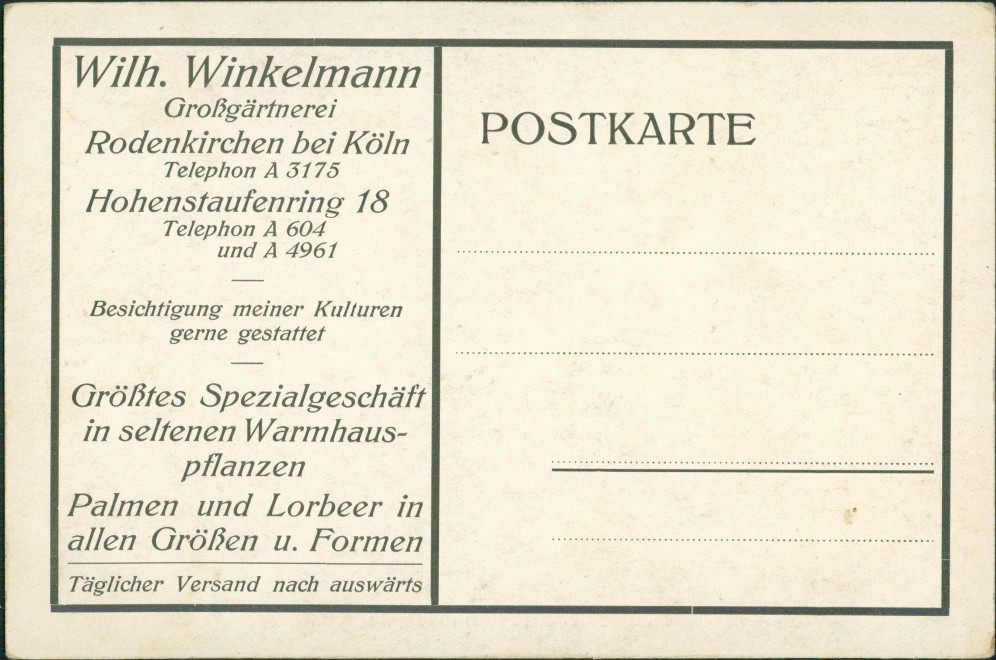 Wilh. Winkelmann
Großgärtnerei
Rodenkirchen bei Köln
Telephon A 3175
Hohenstaufenring 18
Telephon A 604
und A 4961
Besichtigung meiner Kulturen
gerne gestattet
Größtes Spezialgeschäft
in seltenen Warmhaus-
pflanzen
Palmen und Lorbeer in
allen Größen u. Formen
Täglicher Versand nach auswärts
POSTKARTE